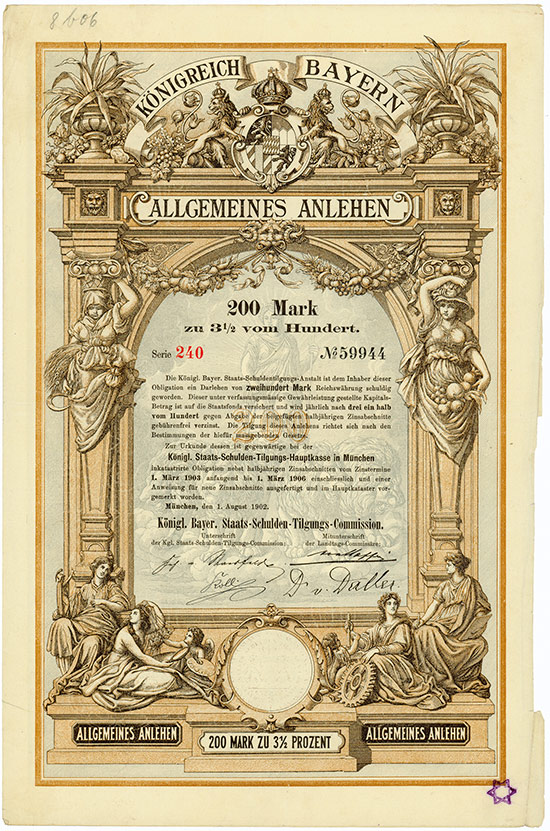 8606
KÖNIGREICH BAYERN
ALLGEMEINES ANLEHEN
200 Mark
zu 3½ vom Hundert.
Serie 240 № 59944
Die Königl. Bayer. Staats-Schuldentilgungs-Anstalt ist dem Inhaber dieser
Obligation ein Darlehen von zweihundert Mark Reichswährung schuldig
geworden. Dieser unter verfassungsmässige Gewährleistung gestellte Kapitals-
Betrag ist auf die Staatsfonds versichert und wird jährlich nach drei ein halb
vom Hundert gegen Abgabe der beigefügten halbjährigen Zinsabschnitte
gebührenfrei verzinst. Die Tilgung dieses Anlehens richtet sich nach den
Bestimmungen der hiefür massgebenden Gesetze.
Zur Urkunde dessen ist gegenwärtige bei der
Königl. Staats-Schulden-Tilgungs-Hauptkasse in München
inkatastrirte Obligation nebst halbjährigen Zinsabschnitten vom Zinstermine
1. März 1903 anfangend bis 1. März 1906 einschliesslich und einer
Anweisung für neue Zinsabschnitte ausgefertigt und im Hauptkataster vor-
gemerkt worden.
München, den 1. August 1902.
Königl. Bayer. Staats-Schulden-Tilgungs-Commission.
Unterschrift Mitunterschrift
der Kgl. Staats-Schulden-Tilgungs-Commission: der Landtags-Commissäre:
Dr. v. Daller
ALLGEMEINES ANLEHEN
200 MARK ZU 3½ PROZENT
ALLGEMEINES ANLEHEN